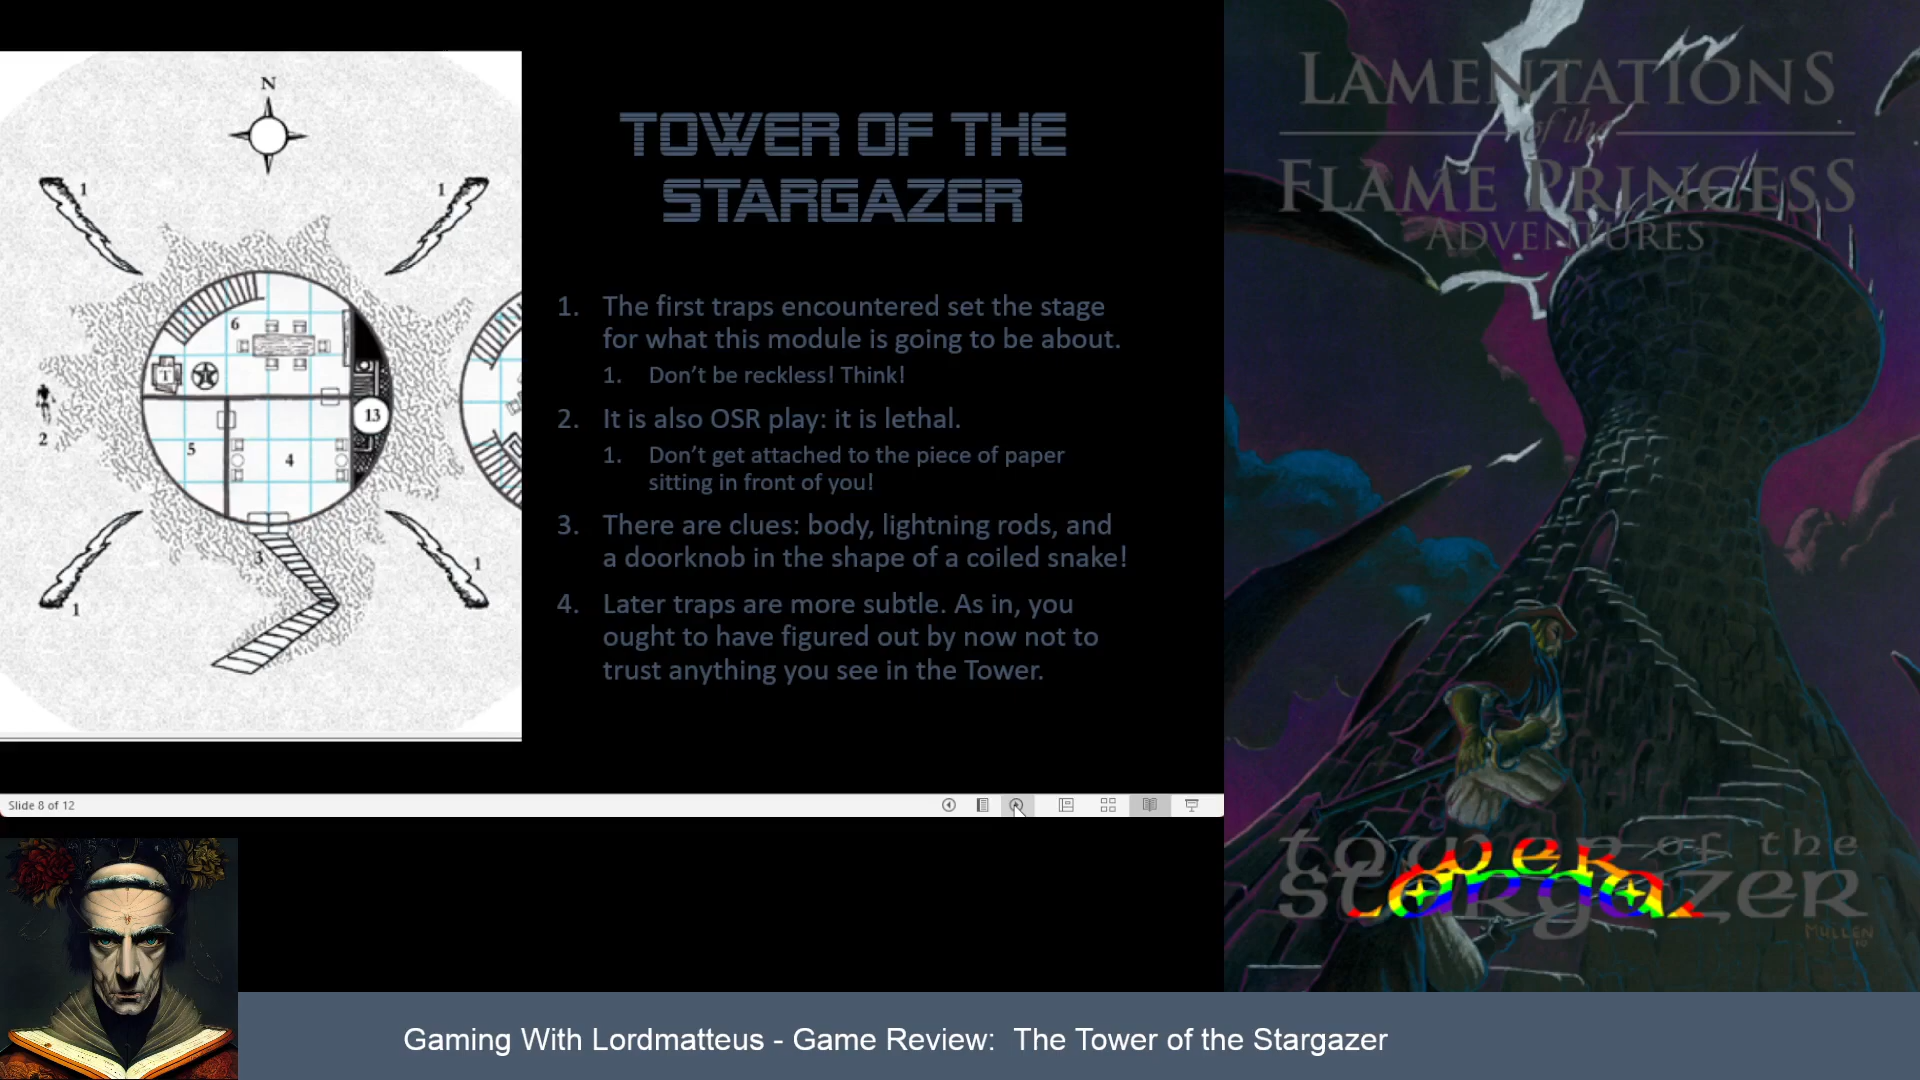 N
1
1
6
T
13
2
5
4
3
1
1
TOWER OF THE
STARGAZER
1. The first traps encountered set the stage
for what this module is going to be about.
1. Don’t be reckless! Think!
2. It is also OSR play: it is lethal.
1. Don’t get attached to the piece of paper
sitting in front of you!
3. There are clues: body, lightning rods, and
a doorknob in the shape of a coiled snake!
4. Later traps are more subtle. As in, you
ought to have figured out by now not to
trust anything you see in the Tower.
Slide 8 of 12
LAMENTATIONS
of the
FLAME PRINCESS
ADVENTURES
tower of the
stargazer
MULLEN
10
Gaming With Lordmatteus - Game Review: The Tower of the Stargazer